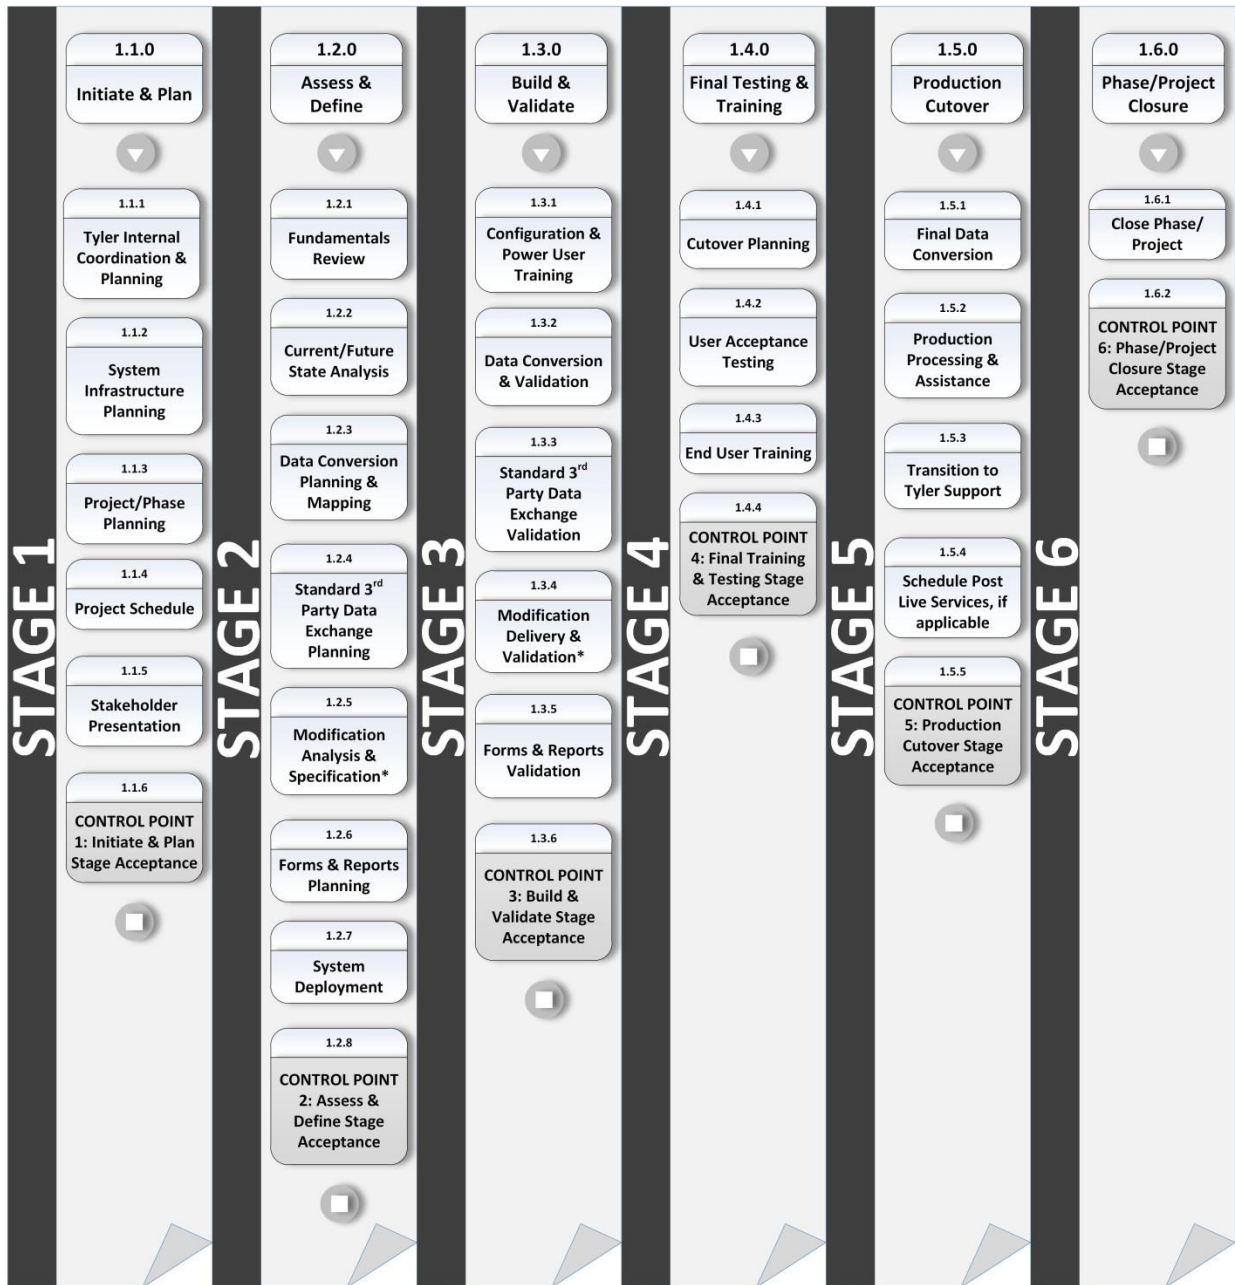 STAGE 1
1.1.0
Initiate & Plan
1.1.1
Tyler Internal
Coordination &
Planning
1.1.2
System
Infrastructure
Planning
1.1.3
Project/Phase
Planning
1.1.4
Project Schedule
1.1.5
Stakeholder
Presentation
1.1.6
CONTROL POINT
1: Initiate & Plan
Stage Acceptance
STAGE 2
1.2.0
Assess &
Define
1.2.1
Fundamentals
Review
1.2.2
Current/Future
State Analysis
1.2.3
Data Conversion
Planning &
Mapping
1.2.4
Standard 3rd
Party Data
Exchange
Planning
1.2.5
Modification
Analysis &
Specification*
1.2.6
Forms & Reports
Planning
1.2.7
System
Deployment
1.2.8
CONTROL POINT
2: Assess &
Define Stage
Acceptance
STAGE 3
1.3.0
Build &
Validate
1.3.1
Configuration &
Power User
Training
1.3.2
Data Conversion
& Validation
1.3.3
Standard 3rd
Party Data
Exchange
Validation
1.3.4
Modification
Delivery &
Validation*
1.3.5
Forms & Reports
Validation
1.3.6
CONTROL POINT
3: Build &
Validate Stage
Acceptance
STAGE 4
1.4.0
Final Testing &
Training
1.4.1
Cutover Planning
1.4.2
User Acceptance
Testing
1.4.3
End User Training
1.4.4
CONTROL POINT
4: Final Training
& Testing Stage
Acceptance
STAGE 5
1.5.0
Production
Cutover
1.5.1
Final Data
Conversion
1.5.2
Production
Processing &
Assistance
1.5.3
Transition to
Tyler Support
1.5.4
Schedule Post
Live Services, if
applicable
1.5.5
CONTROL POINT
5: Production
Cutover Stage
Acceptance
STAGE 6
1.6.0
Phase/Project
Closure
1.6.1
Close Phase/
Project
1.6.2
CONTROL POINT
6: Phase/Project
Closure Stage
Acceptance